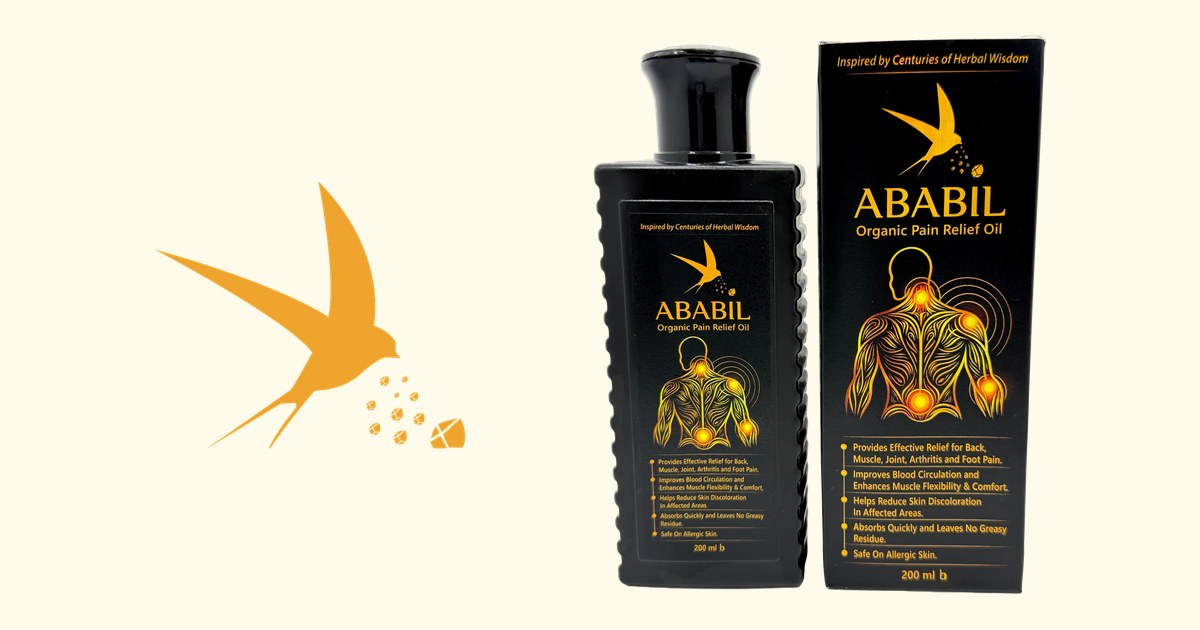 Inspired by Centuries of Herbal Wisdom
ABABIL
Organic Pain Relief Oil
Provides Effective Relief for Back,
Muscle, Joint, Arthritis and Foot Pain.
Improves Blood Circulation and
Enhances Muscle Flexibility & Comfort.
Helps Reduce Skin Discoloration
In Affected Areas.
Absorbs Quickly and Leaves No Greasy
Residue.
Safe On Allergic Skin.
200 ml b
Inspired by Centuries of Herbal Wisdom
ABABIL
Organic Pain Relief Oil
Provides Effective Relief for Back,
Muscle, Joint, Arthritis and Foot Pain.
Improves Blood Circulation and
Enhances Muscle Flexibility & Comfort.
Helps Reduce Skin Discoloration
In Affected Areas.
Absorbs Quickly and Leaves No Greasy
Residue.
Safe On Allergic Skin.
200 ml b